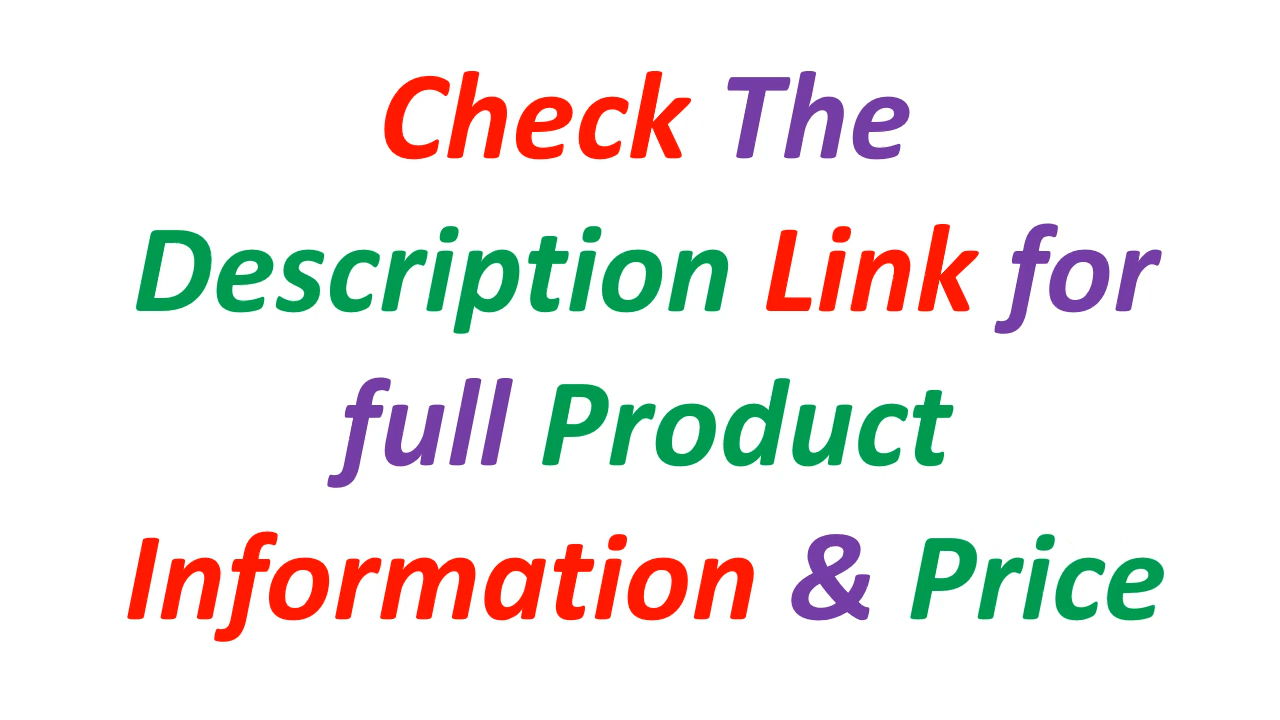 Check The
Description Link for
full Product
Information & Price